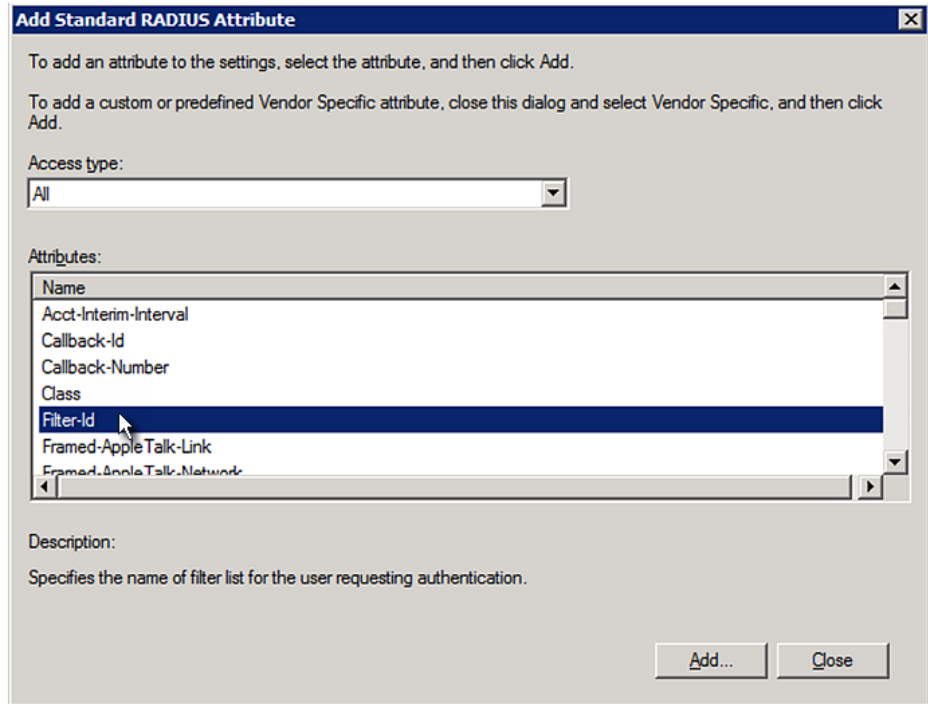 Add Standard RADIUS Attribute
To add an attribute to the settings, select the attribute, and then click Add.
To add a custom or predefined Vendor Specific attribute, close this dialog and select Vendor Specific, and then click
Add.
Access type:
All
Attributes:
Name
Acct-Interim-Interval
Callback-Id
Callback-Number
Class
Filter-Id
Framed-AppleTalk-Link
Framed-AppleTalk-Network
Description:
Specifies the name of filter list for the user requesting authentication.
Add... Close